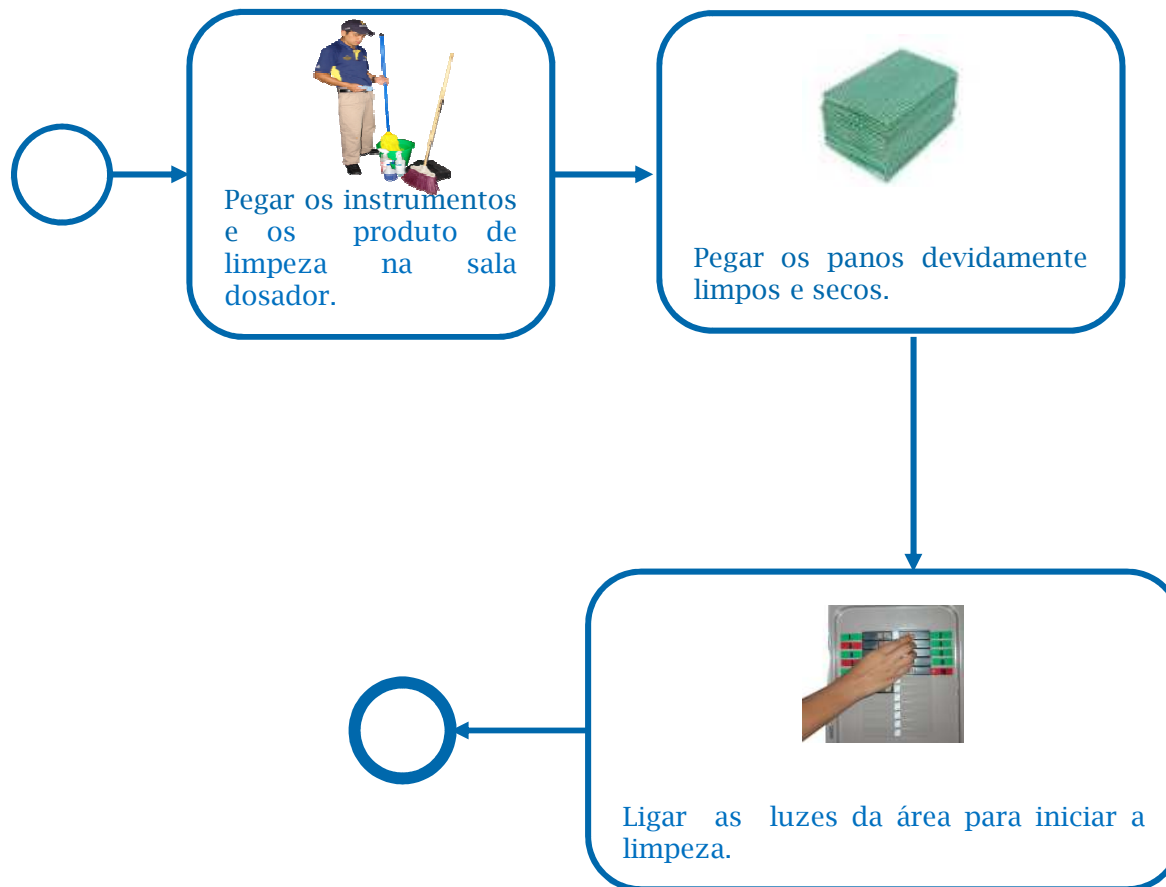 Pegar os instrumentos
e os produto de
limpeza na sala
dosador.
Pegar os panos devidamente
limpos e secos.
Ligar as luzes da área para iniciar a
limpeza.